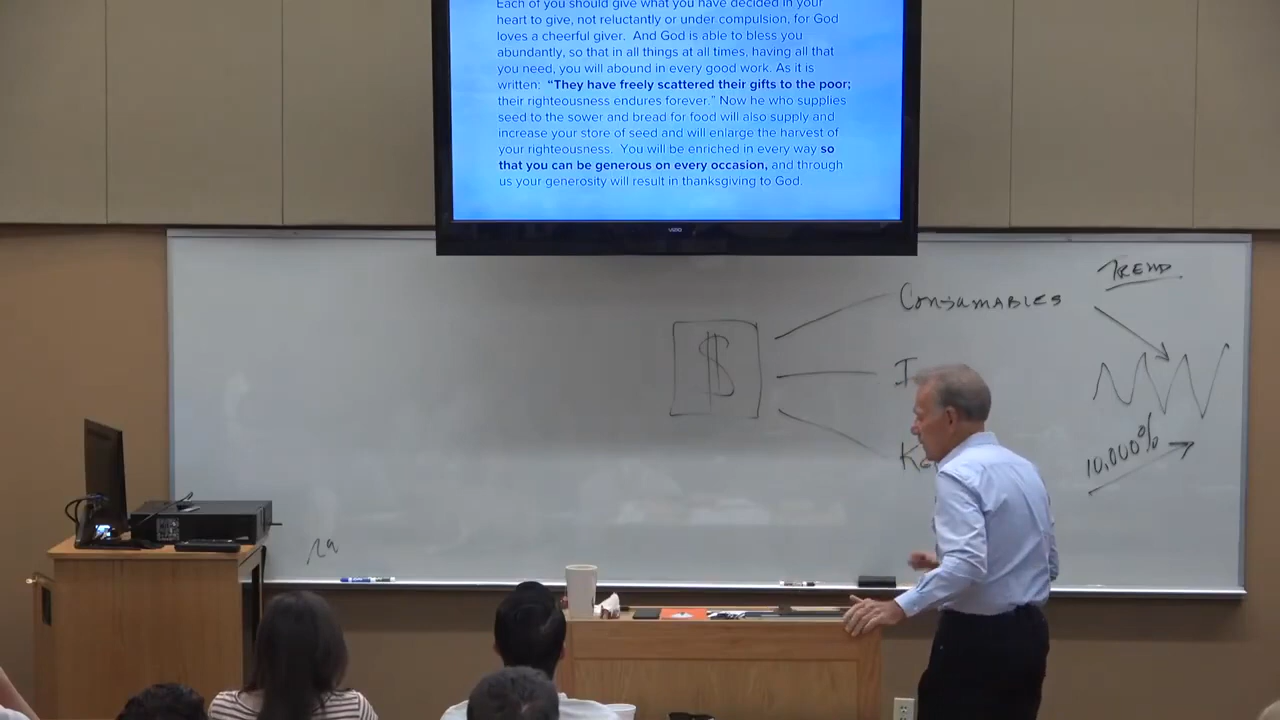 Each of you should give what you have decided in your
heart to give, not reluctantly or under compulsion, for God
loves a cheerful giver. And God is able to bless you
abundantly, so that in all things at all times, having all that
you need, you will abound in every good work. As it is
written: “They have freely scattered their gifts to the poor;
their righteousness endures forever.” Now he who supplies
seed to the sower and bread for food will also supply and
increase your store of seed and will enlarge the harvest of
your righteousness. You will be enriched in every way so
that you can be generous on every occasion, and through
us your generosity will result in thanksgiving to God.
VIZIO
TREND
CONSUMABLES
$
I
10,000%